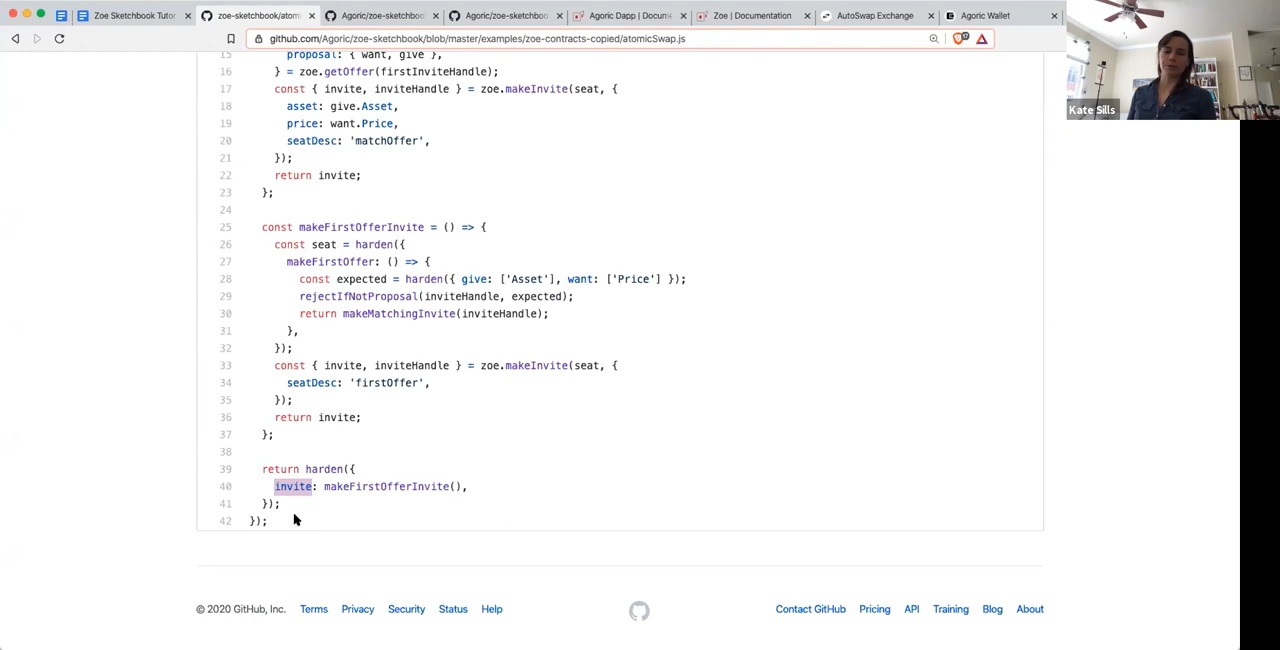 Zoe Sketchbook Tutor
zoe-sketchbook/atomi
Agoric/zoe-sketchboo
Agoric/zoe-sketchboo
Agoric Dapp | Docum
Zoe | Documentation
AutoSwap Exchange
Agoric Wallet
github.com/Agoric/zoe-sketchbook/blob/master/examples/zoe-contracts-copied/atomicSwap.js
Kate Sills
15 proposal: { want, give },
16 } = zoe.getOffer(firstInviteHandle);
17 const { invite, inviteHandle } = zoe.makeInvite(seat, {
18 asset: give.Asset,
19 price: want.Price,
20 seatDesc: 'matchOffer',
21 });
22 return invite;
23 };
24
25 const makeFirstOfferInvite = () => {
26 const seat = harden({
27 makeFirstOffer: () => {
28 const expected = harden({ give: ['Asset'], want: ['Price'] });
29 rejectIfNotProposal(inviteHandle, expected);
30 return makeMatchingInvite(inviteHandle);
31 },
32 });
33 const { invite, inviteHandle } = zoe.makeInvite(seat, {
34 seatDesc: 'firstOffer',
35 });
36 return invite;
37 };
38
39 return harden({
40 invite: makeFirstOfferInvite(),
41 });
42 });
© 2020 GitHub, Inc. Terms Privacy Security Status Help Contact GitHub Pricing API Training Blog About